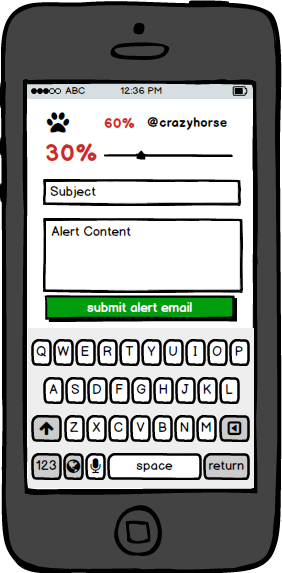 ABC 12:36 PM
60% @crazyhorse
30%
Subject
Alert Content
submit alert email
Q W E R T Y U I O P
A S D F G H J K L
Z X C V B N M
123 space return